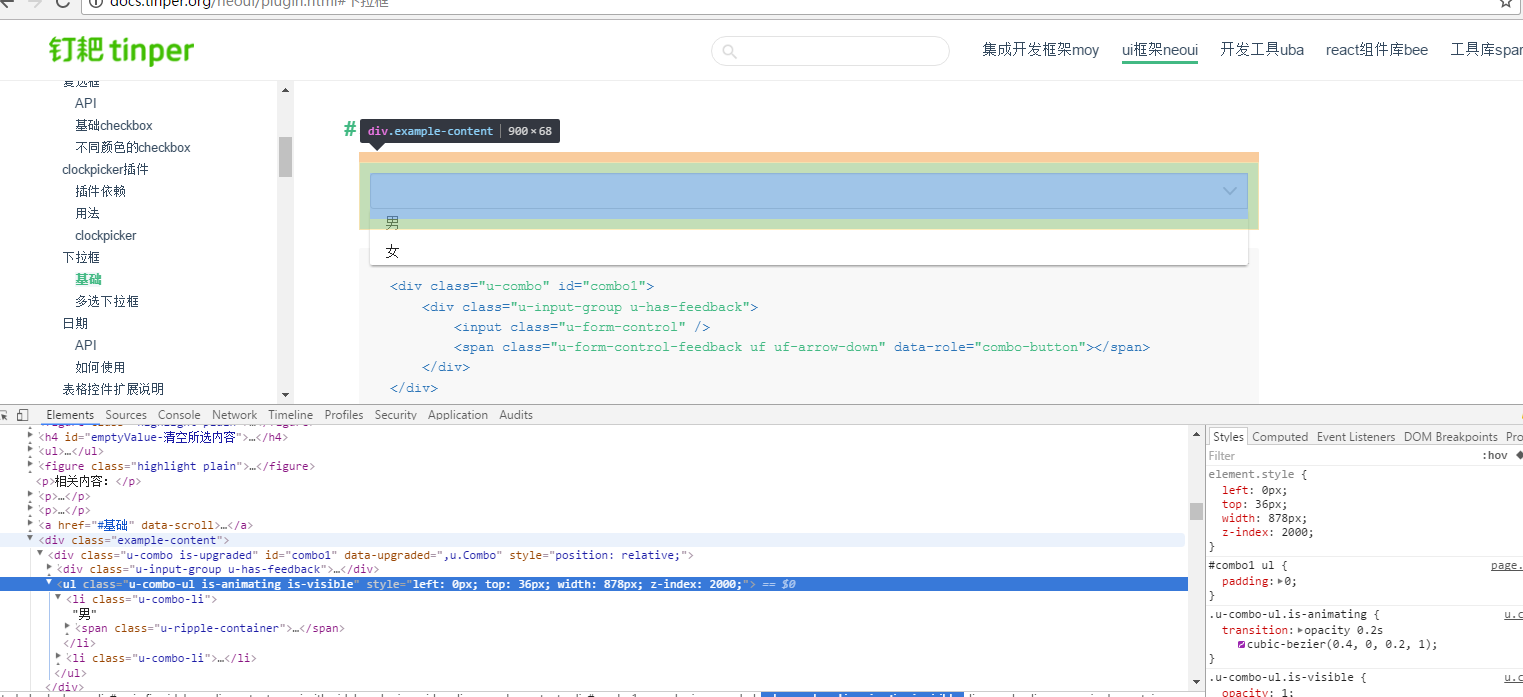 docs.tinper.org/neoui/plugin.html#下拉框
钉耙 tinper
集成开发框架moy ui框架neoui 开发工具uba react组件库bee 工具库spar
复选框
API
基础checkbox
不同颜色的checkbox
clockpicker插件
插件依赖
用法
clockpicker
下拉框
基础
多选下拉框
日期
API
如何使用
表格控件扩展说明
#
div.example-content | 900×68
男
女
<div class="u-combo" id="combo1">
<div class="u-input-group u-has-feedback">
<input class="u-form-control" />
<span class="u-form-control-feedback uf uf-arrow-down" data-role="combo-button"></span>
</div>
</div>
Elements Sources Console Network Timeline Profiles Security Application Audits
<h4 id="emptyValue-清空所选内容">…</h4>
<ul>…</ul>
<figure class="highlight plain">…</figure>
<p>相关内容：</p>
<p>…</p>
<p>…</p>
<a href="#基础" data-scroll>…</a>
<div class="example-content">
<div class="u-combo is-upgraded" id="combo1" data-upgraded=",u.Combo" style="position: relative;">
<div class="u-input-group u-has-feedback">…</div>
<ul class="u-combo-ul is-animating is-visible" style="left: 0px; top: 36px; width: 878px; z-index: 2000;"> == $0
<li class="u-combo-li">
"男"
<span class="u-ripple-container">…</span>
</li>
<li class="u-combo-li">…</li>
</ul>
</div>
Styles Computed Event Listeners DOM Breakpoints Pro
Filter :hov
element.style {
left: 0px;
top: 36px;
width: 878px;
z-index: 2000;
}
#combo1 ul { page.
padding: 0;
}
.u-combo-ul.is-animating { u.c
transition: opacity 0.2s
cubic-bezier(0.4, 0, 0.2, 1);
}
.u-combo-ul.is-visible { u.c
opacity: 1;